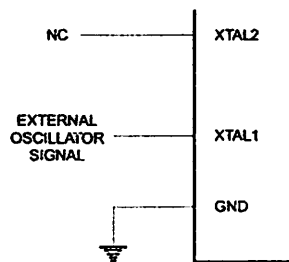 NC XTAL2
EXTERNAL
OSCILLATOR
SIGNAL
XTAL1
GND